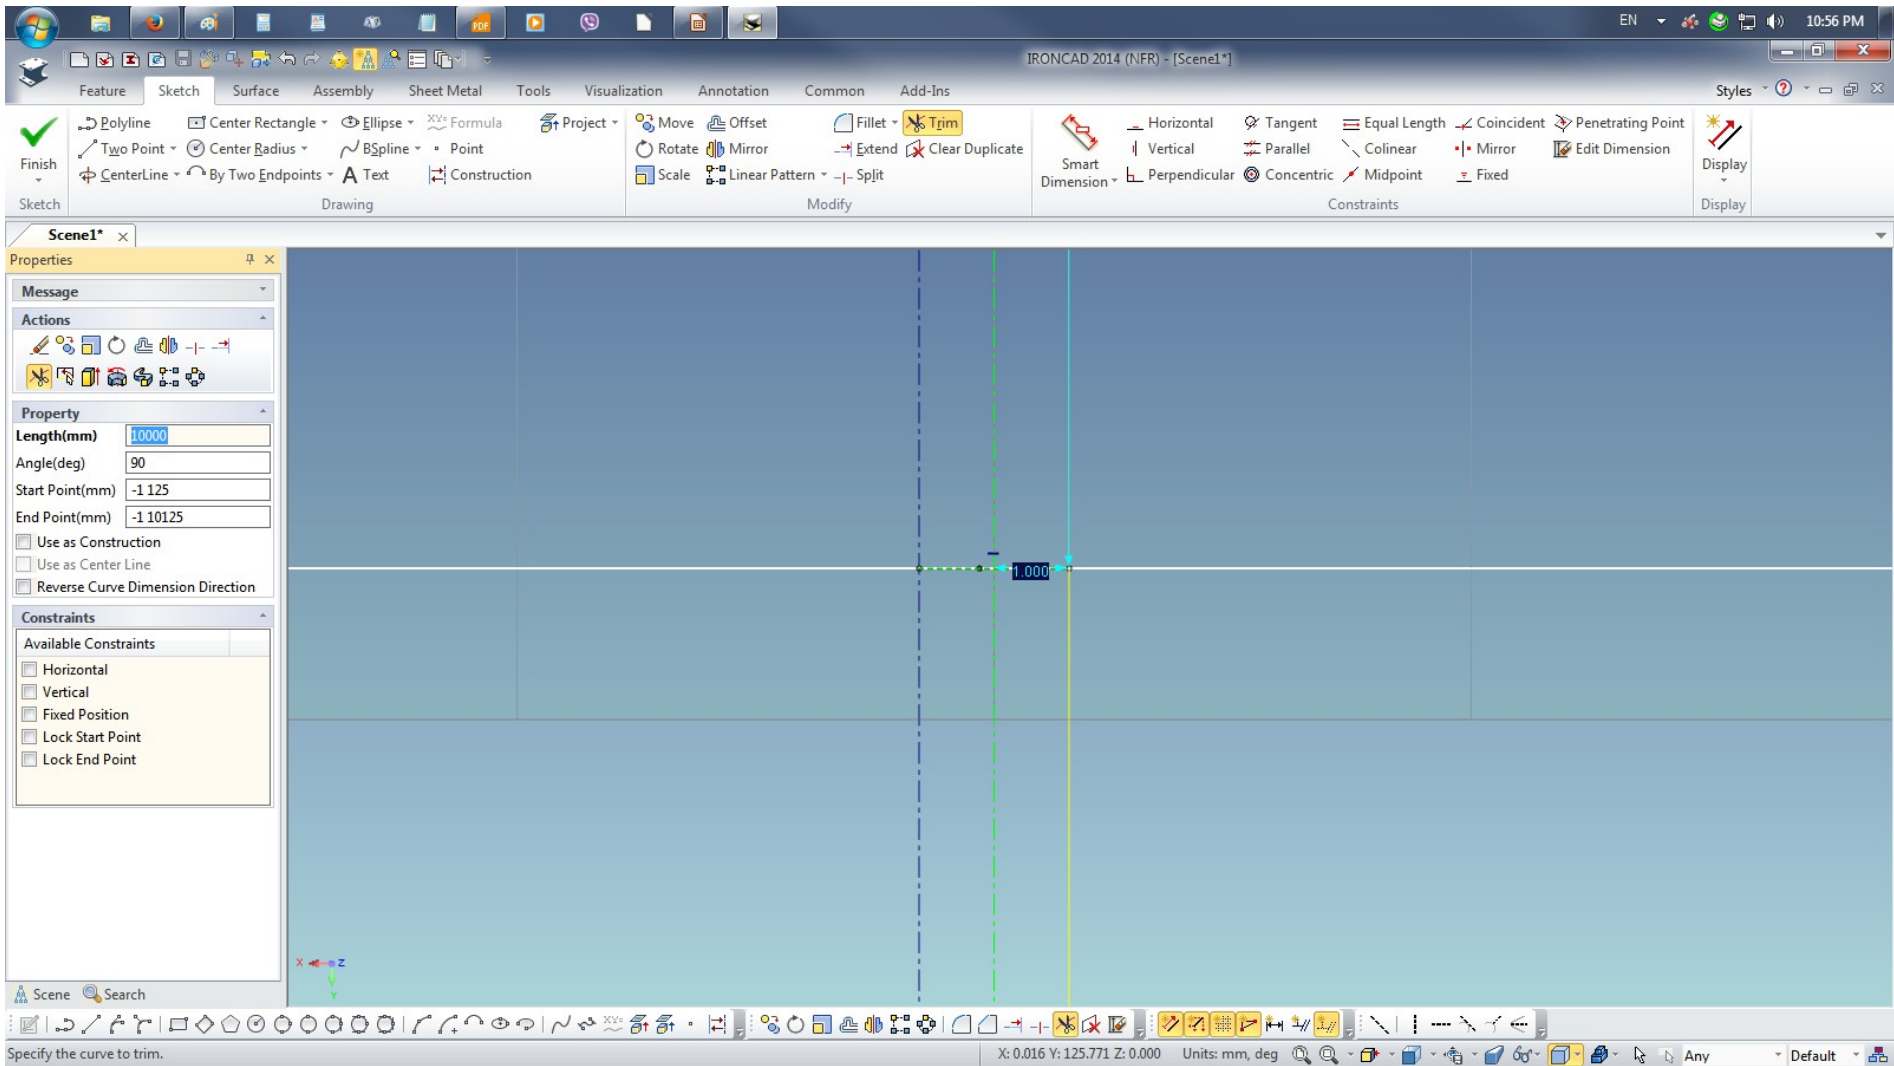 EN 10:56 PM
IRONCAD 2014 (NFR) - [Scene1*]
Feature Sketch Surface Assembly Sheet Metal Tools Visualization Annotation Common Add-Ins Styles
Polyline Center Rectangle Ellipse XYZ Formula Project Move Offset Fillet Trim Horizontal Tangent Equal Length Coincident Penetrating Point
Two Point Center Radius BSpline Point Rotate Mirror Extend Clear Duplicate Vertical Parallel Colinear Mirror Edit Dimension
Finish Smart Dimension Display
CenterLine By Two Endpoints A Text Construction Scale Linear Pattern Split Perpendicular Concentric Midpoint Fixed
Sketch Drawing Modify Constraints Display
Scene1*
Properties
Message
Actions
Property
Length(mm) 10000
Angle(deg) 90
Start Point(mm) -1 125
End Point(mm) -1 10125
Use as Construction
Use as Center Line
Reverse Curve Dimension Direction
Constraints
Available Constraints
Horizontal
Vertical
Fixed Position
Lock Start Point
Lock End Point
1.000
X Z
Y
Scene Search
Specify the curve to trim. X: 0.016 Y: 125.771 Z: 0.000 Units: mm, deg Any Default